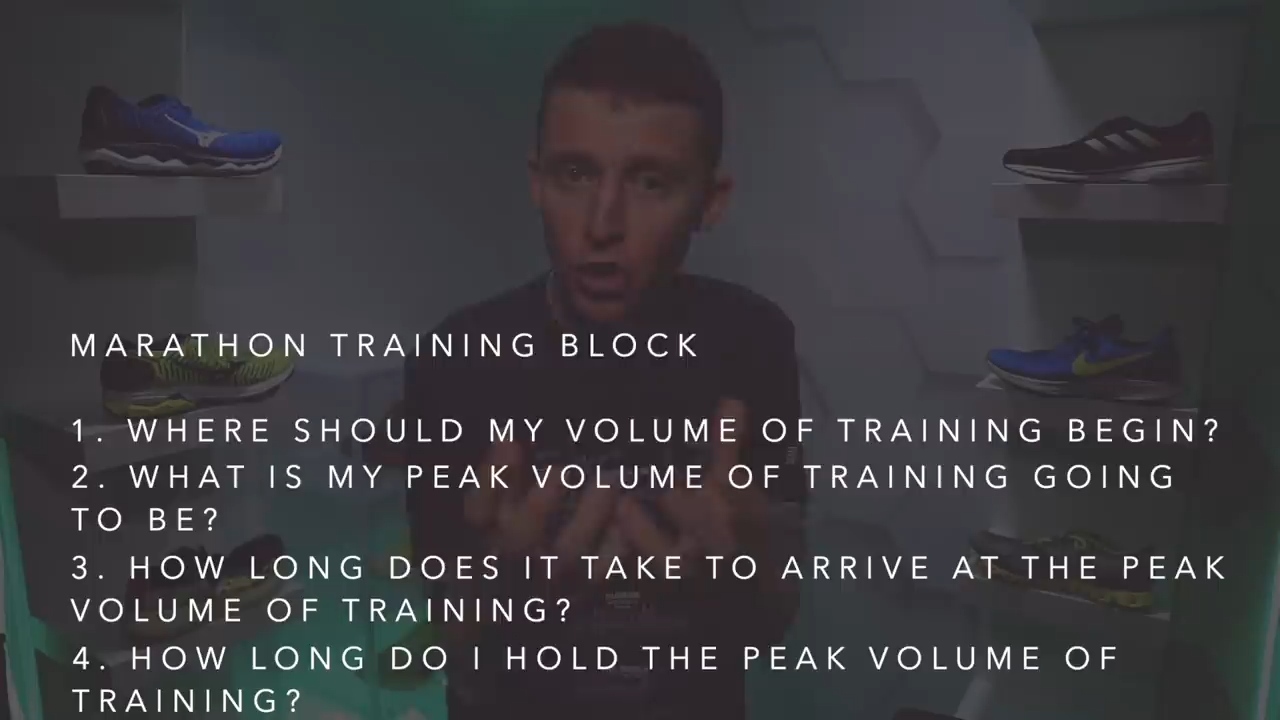 MARATHON TRAINING BLOCK
1. WHERE SHOULD MY VOLUME OF TRAINING BEGIN?
2. WHAT IS MY PEAK VOLUME OF TRAINING GOING
TO BE?
3. HOW LONG DOES IT TAKE TO ARRIVE AT THE PEAK
VOLUME OF TRAINING?
4. HOW LONG DO I HOLD THE PEAK VOLUME OF
TRAINING?